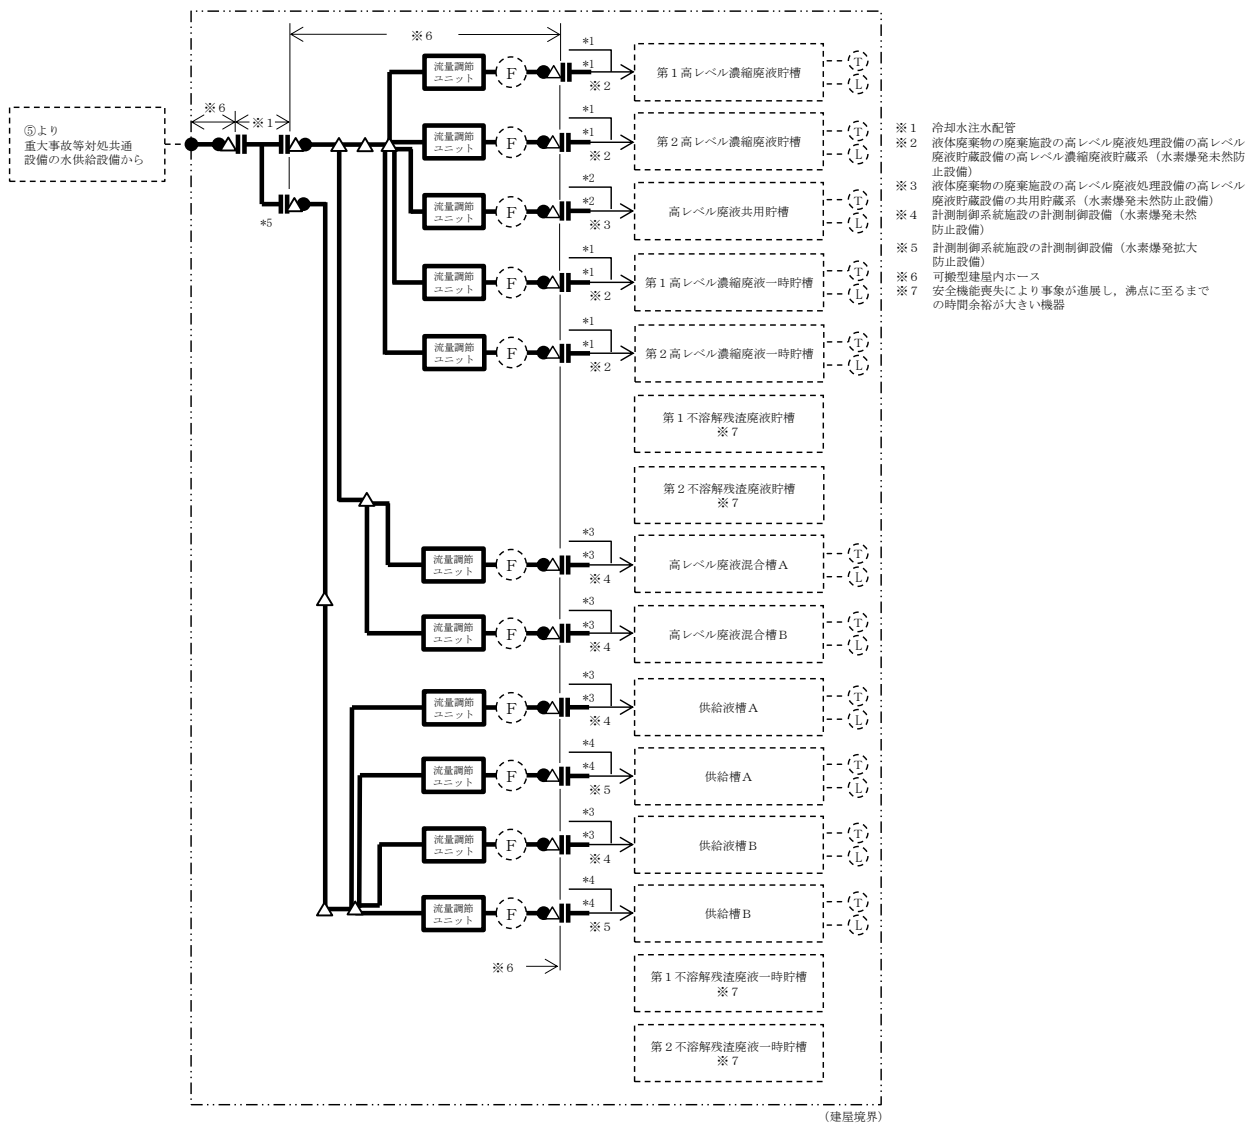 ※６
⑤より
重大事故等対処共通
設備の水供給設備から
※６
※１
*5
流量調節
ユニット
F
*1
*1
※２
第１高レベル濃縮廃液貯槽
T
L
流量調節
ユニット
F
*1
*1
※２
第２高レベル濃縮廃液貯槽
T
L
流量調節
ユニット
F
*2
*2
※３
高レベル廃液共用貯槽
T
L
流量調節
ユニット
F
*1
*1
※２
第１高レベル濃縮廃液一時貯槽
T
L
流量調節
ユニット
F
*1
*1
※２
第２高レベル濃縮廃液一時貯槽
T
L
第１不溶解残渣廃液貯槽
※７
第２不溶解残渣廃液貯槽
※７
流量調節
ユニット
F
*3
*3
※４
高レベル廃液混合槽Ａ
T
L
流量調節
ユニット
F
*3
*3
※４
高レベル廃液混合槽Ｂ
T
L
流量調節
ユニット
F
*3
*3
※４
供給液槽Ａ
T
L
流量調節
ユニット
F
*4
*4
※５
供給槽Ａ
T
L
流量調節
ユニット
F
*3
*3
※４
供給液槽Ｂ
T
L
流量調節
ユニット
F
*4
*4
※５
供給槽Ｂ
T
L
※６
第１不溶解残渣廃液一時貯槽
※７
第２不溶解残渣廃液一時貯槽
※７
（建屋境界）
※１　冷却水注水配管
※２　液体廃棄物の廃棄施設の高レベル廃液処理設備の高レベル
廃液貯蔵設備の高レベル濃縮廃液貯蔵系（水素爆発未然防
止設備）
※３　液体廃棄物の廃棄施設の高レベル廃液処理設備の高レベル
廃液貯蔵設備の共用貯蔵系（水素爆発未然防止設備）
※４　計測制御系統施設の計測制御設備（水素爆発未然
防止設備）
※５　計測制御系統施設の計測制御設備（水素爆発拡大
防止設備）
※６　可搬型建屋内ホース
※７　安全機能喪失により事象が進展し，沸点に至るまで
の時間余裕が大きい機器